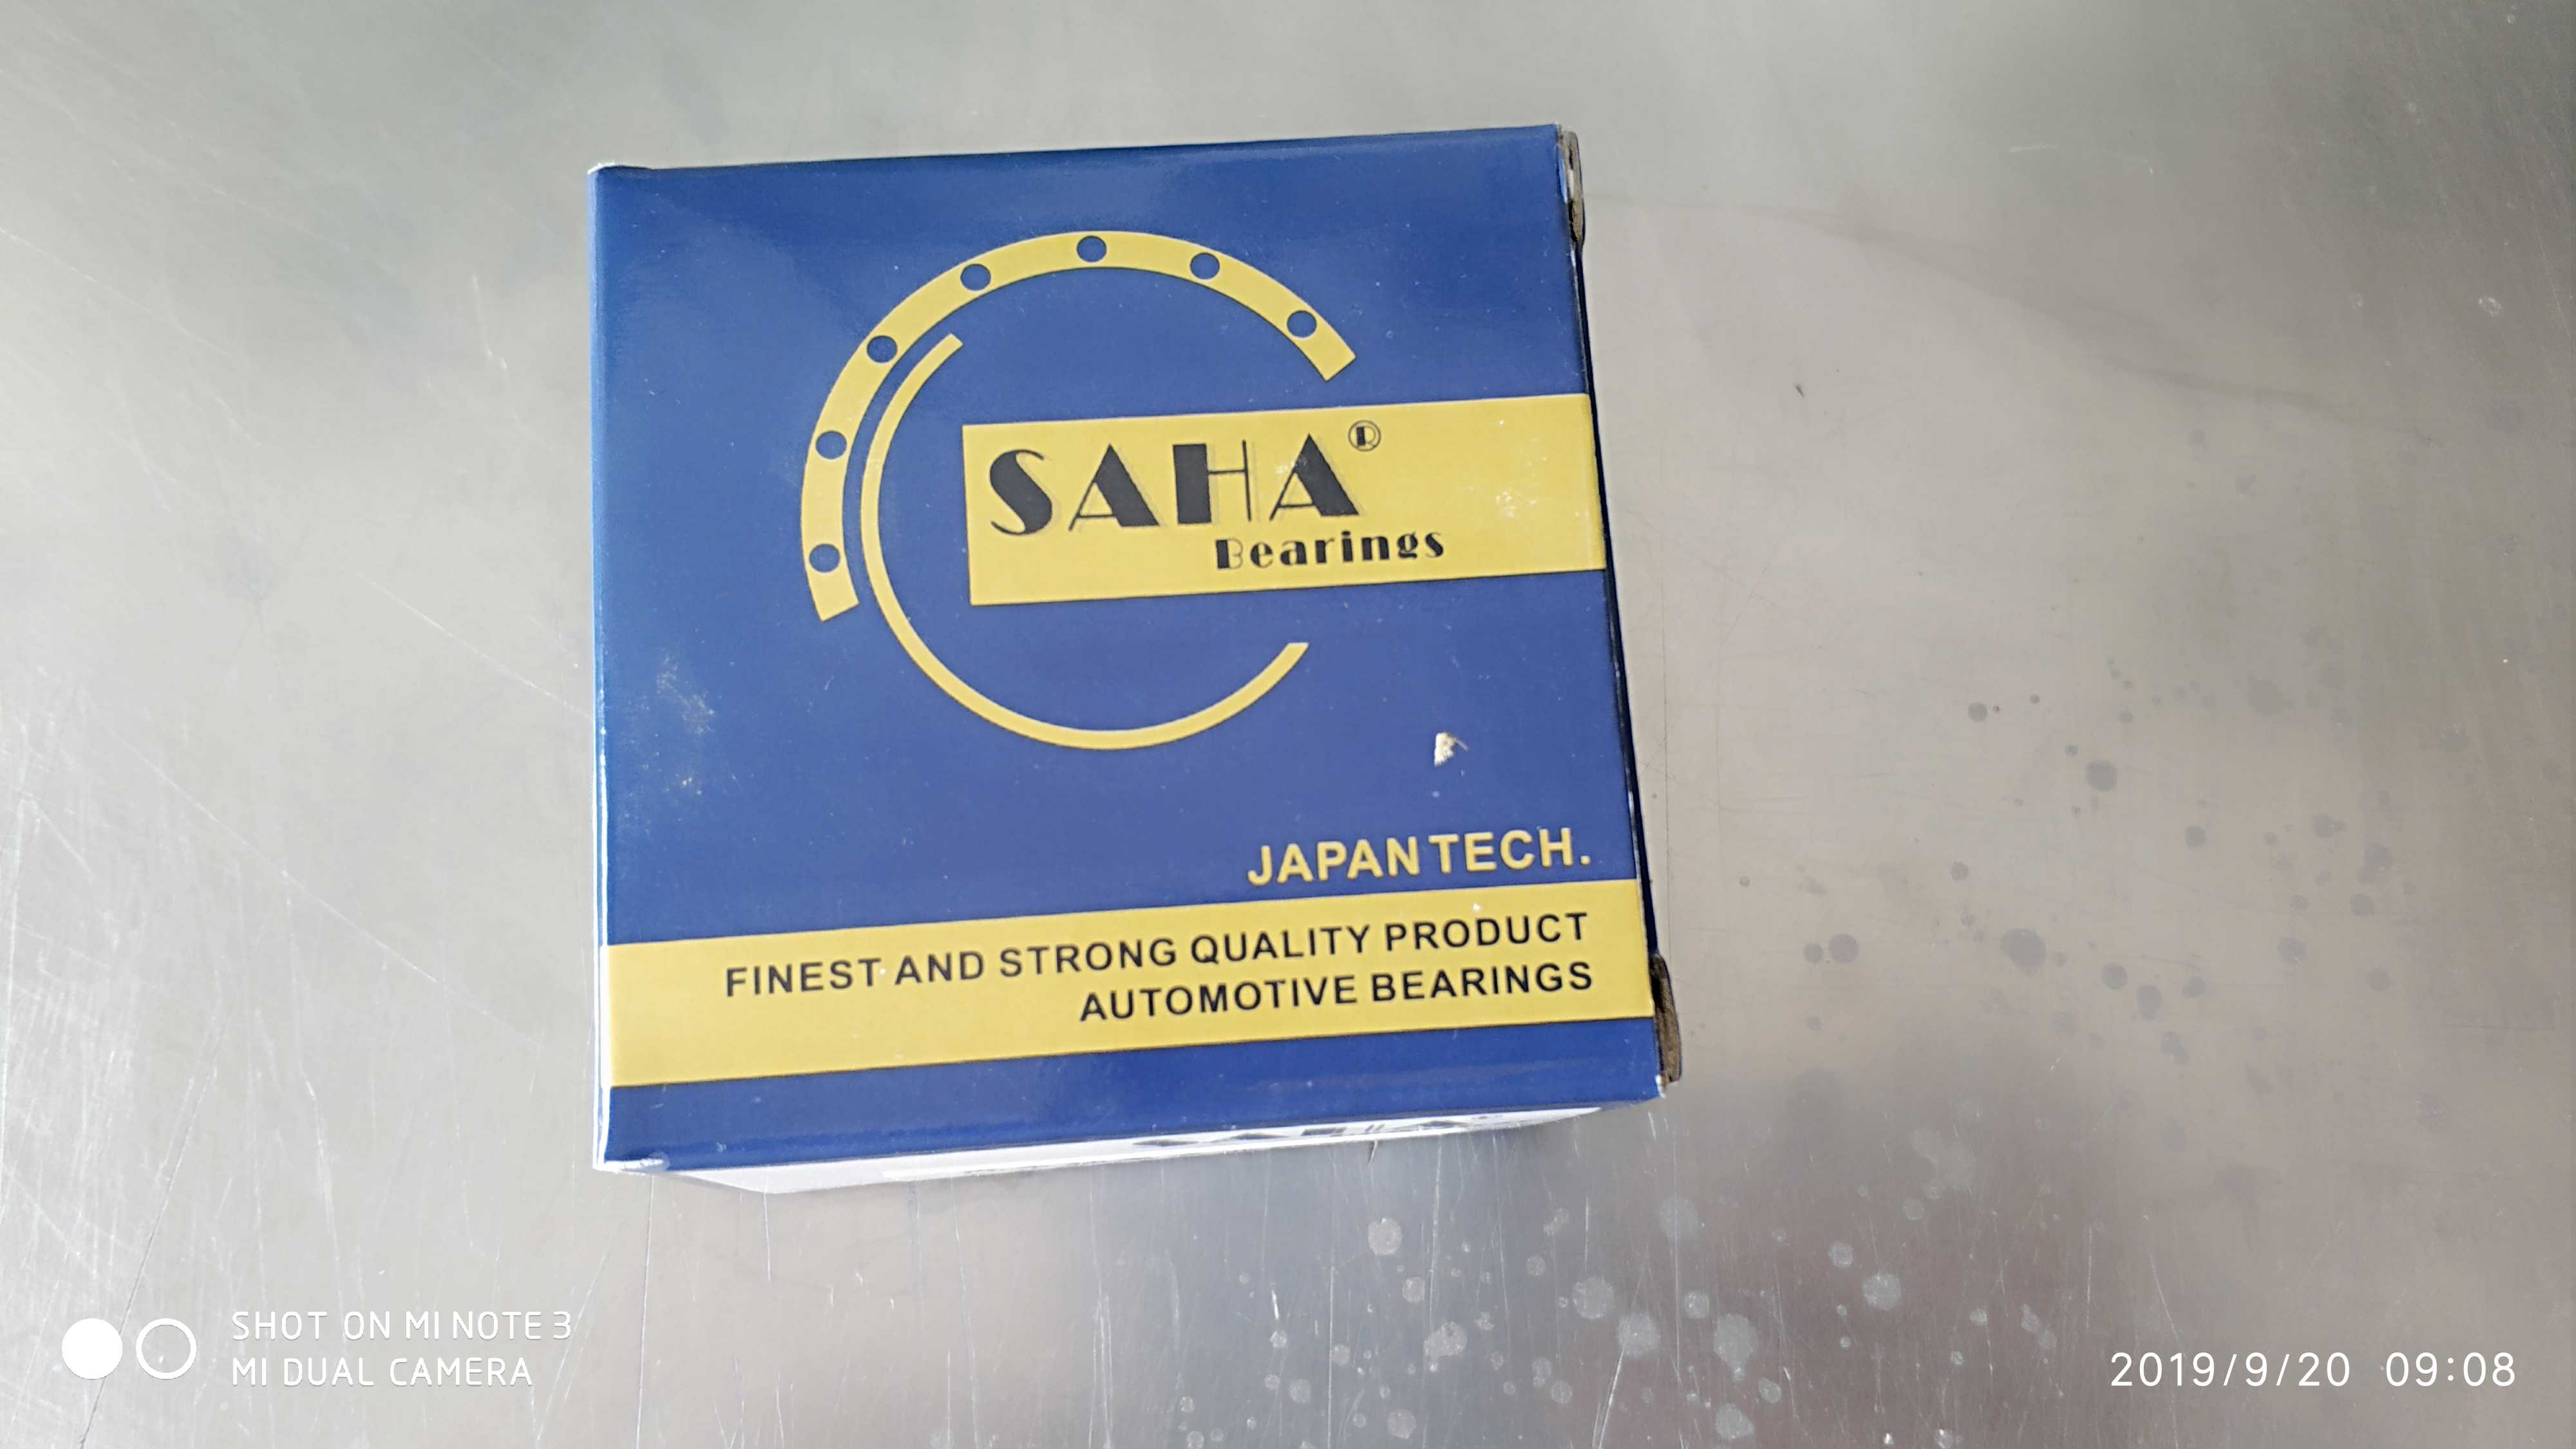 SAHA®
Bearings
JAPAN TECH.
FINEST AND STRONG QUALITY PRODUCT
AUTOMOTIVE BEARINGS
SHOT ON MI NOTE 3
MI DUAL CAMERA
2019/9/20 09:08